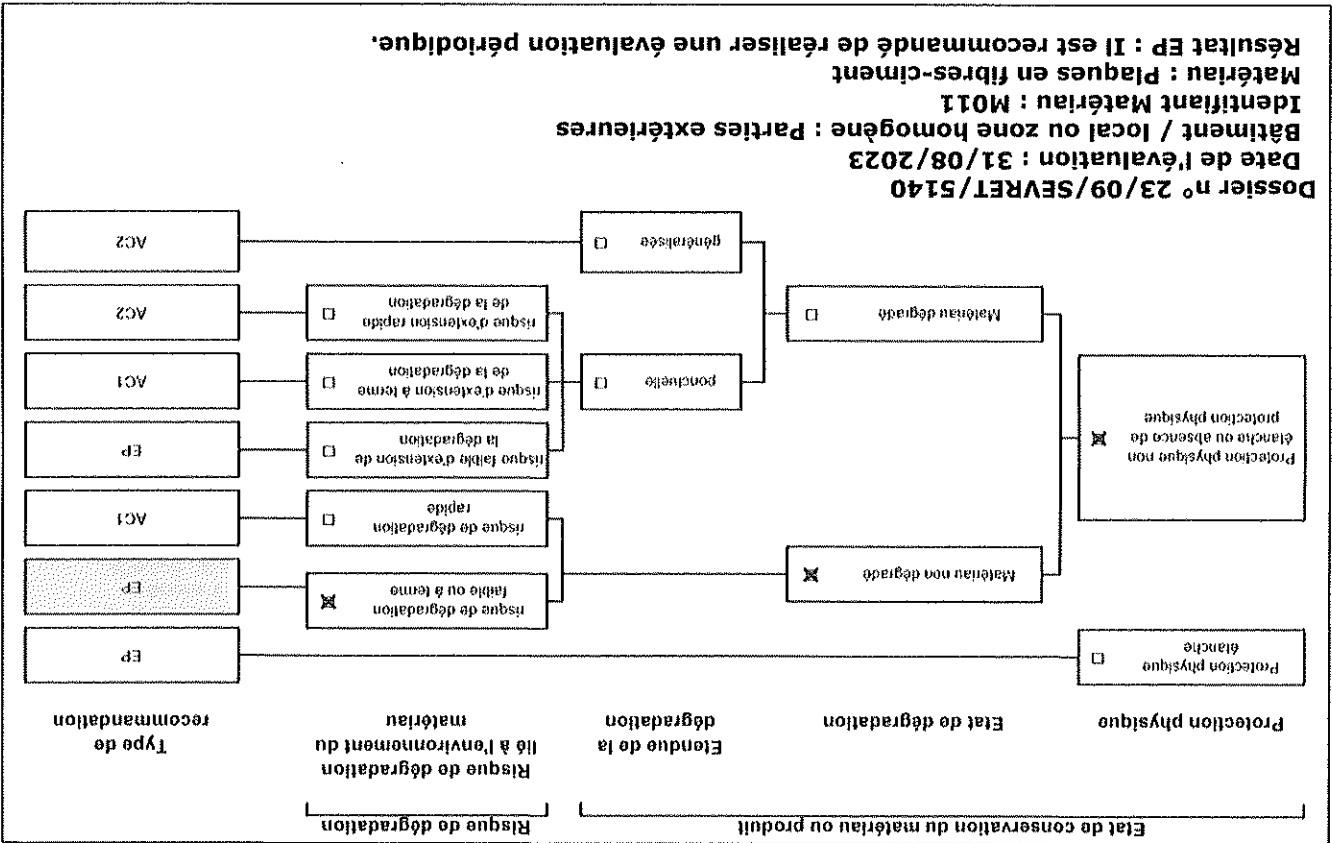 Etat de conservation du matériau ou produit
Risque de dégradation
Protection physique
Etat de dégradation
Etendue de la
dégradation
Risque de dégradation
lié à l'environnement du
matériau
Type de
recommandation
Protection physique
étanche
☐
EP
Protection physique non
étanche ou absence de
protection physique
☒
Matériau non dégradé
☒
risque de dégradation
faible ou à terme
☒
EP
risque de dégradation
rapide
☐
AC1
Matériau dégradé
☐
ponctuelle
☐
risque faible d'extension de
la dégradation
☐
EP
risque d'extension à terme
de la dégradation
☐
AC1
risque d'extension rapide
de la dégradation
☐
AC2
généralisée
☐
AC2
Dossier n° 23/09/SEVRET/5140
Date de l'évaluation : 31/08/2023
Bâtiment / local ou zone homogène : Parties extérieures
Identifiant Matériau : M011
Matériau : Plaques en fibres-ciment
Résultat EP : Il est recommandé de réaliser une évaluation périodique.